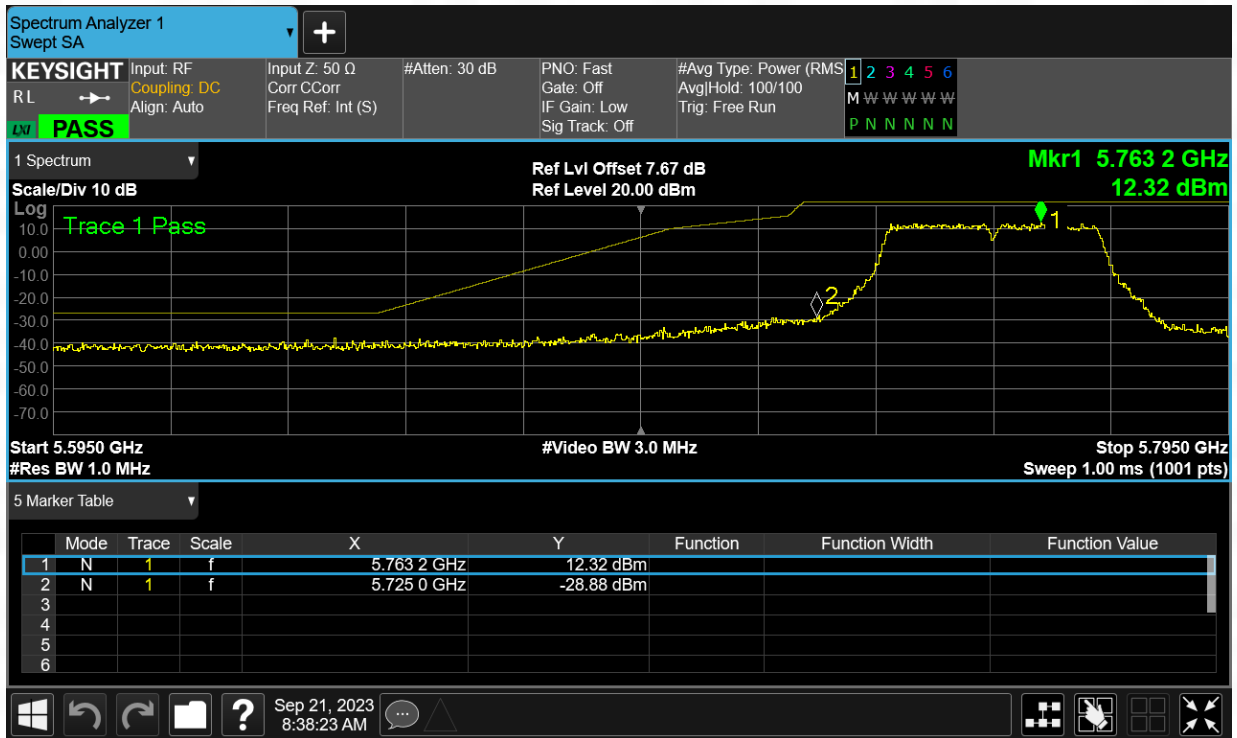 Spectrum Analyzer 1
Swept SA
KEYSIGHT
R L
LXI
PASS
Input: RF
Coupling: DC
Align: Auto
Input Z: 50 Ω
Corr CCorr
Freq Ref: Int (S)
#Atten: 30 dB
PNO: Fast
Gate: Off
IF Gain: Low
Sig Track: Off
#Avg Type: Power (RMS
Avg|Hold: 100/100
Trig: Free Run
1 2 3 4 5 6
M W W W W W
P N N N N N
1 Spectrum
Scale/Div 10 dB
Ref Lvl Offset 7.67 dB
Ref Level 20.00 dBm
Mkr1 5.763 2 GHz
12.32 dBm
Log
Trace 1 Pass
10.0
0.00
-10.0
-20.0
-30.0
-40.0
-50.0
-60.0
-70.0
1
2
Start 5.5950 GHz
#Res BW 1.0 MHz
#Video BW 3.0 MHz
Stop 5.7950 GHz
Sweep 1.00 ms (1001 pts)
5 Marker Table
Mode Trace Scale X Y Function Function Width Function Value
1 N 1 f 5.763 2 GHz 12.32 dBm
2 N 1 f 5.725 0 GHz -28.88 dBm
3
4
5
6
?
Sep 21, 2023
8:38:23 AM